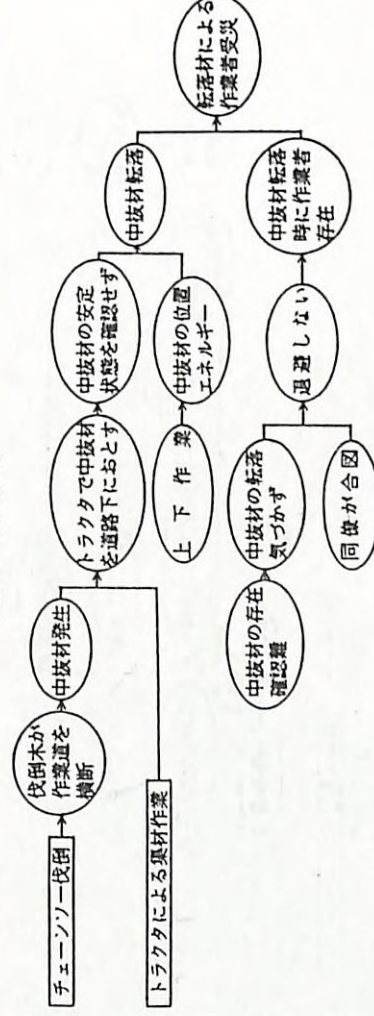 チェーンソー伐倒
伐倒木が
作業道を
横断
中抜材発生
トラクタによる集材作業
トラクタで中抜材
を道路下におとす
中抜材の安定
状態を確認せず
上下作業
中抜材の位置
エネルギー
中抜材転落
中抜材の存在
確認難
中抜材の転落
気づかず
同僚が合図
退避しない
中抜材転落
時に作業者
存在
転落材による
作業者受災